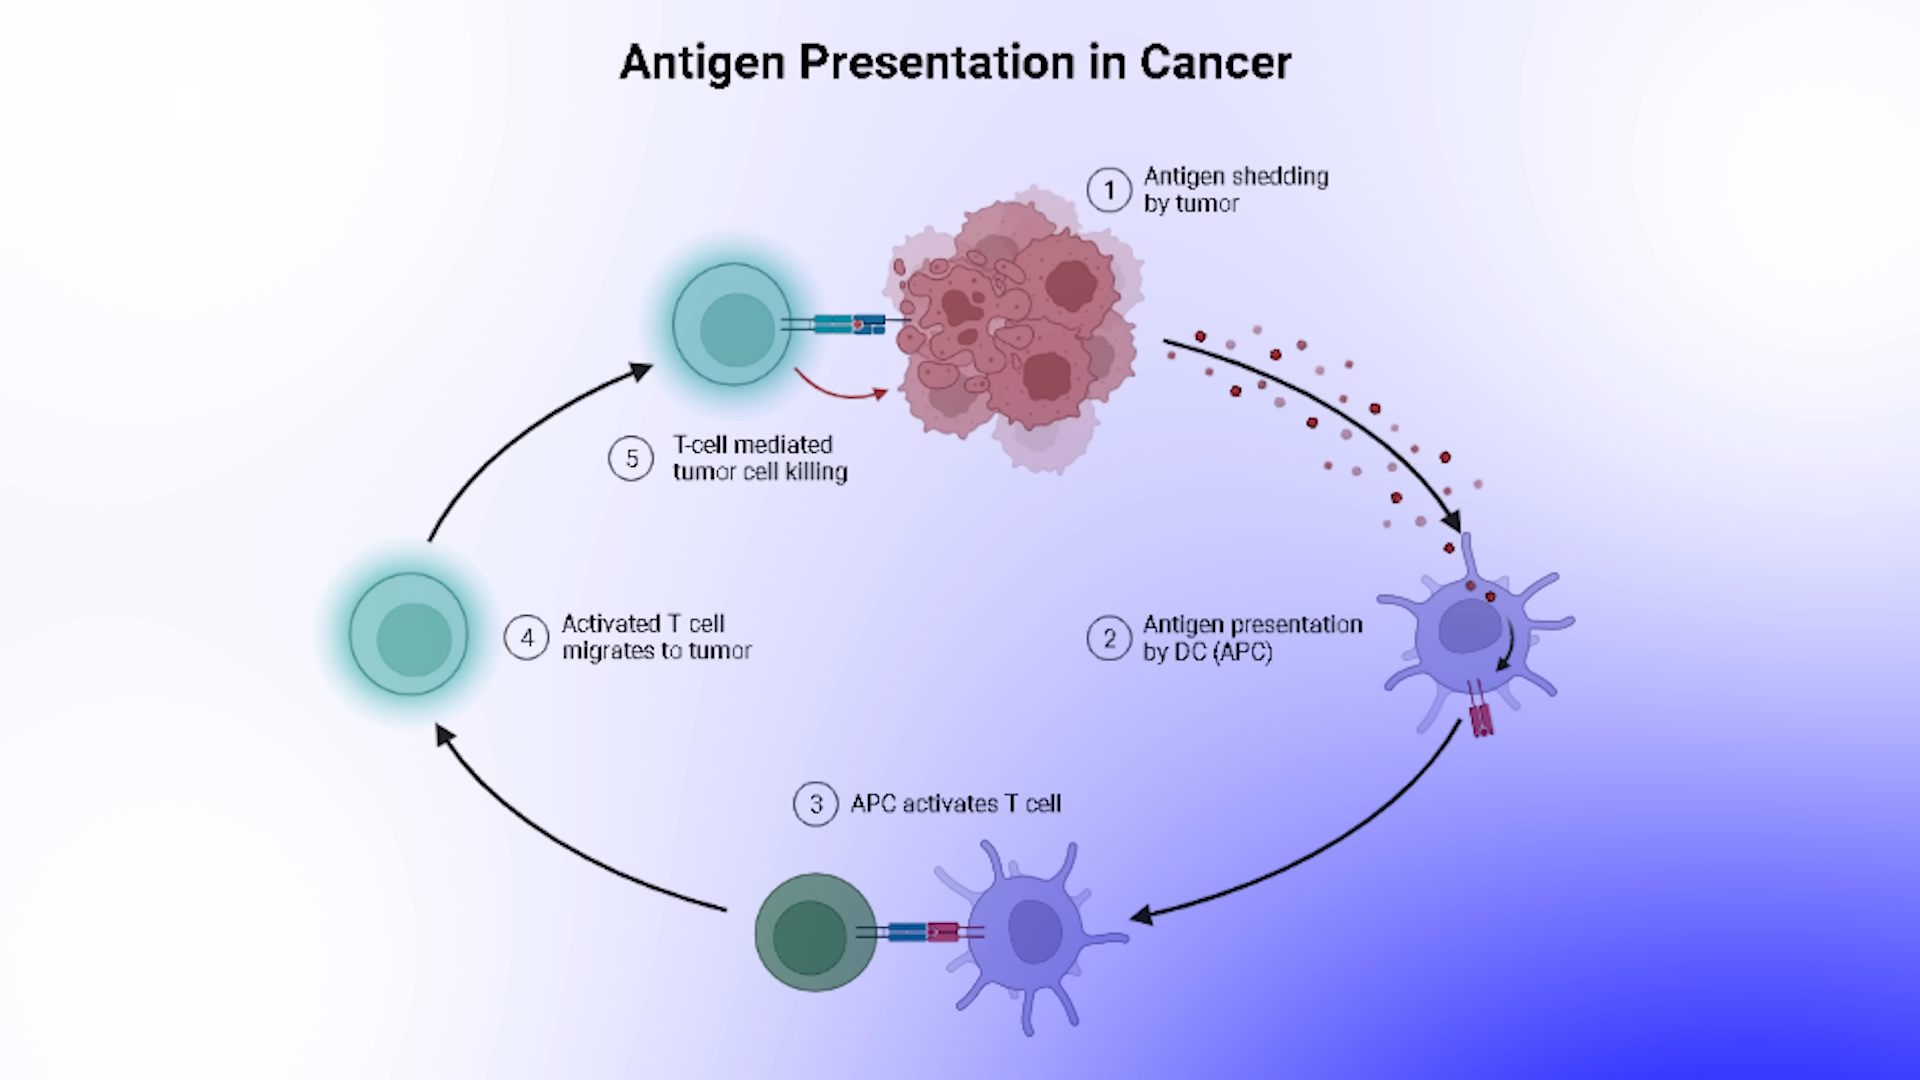 Antigen Presentation in Cancer
1
Antigen shedding
by tumor
2
Antigen presentation
by DC (APC)
3
APC activates T cell
4
Activated T cell
migrates to tumor
5
T-cell mediated
tumor cell killing